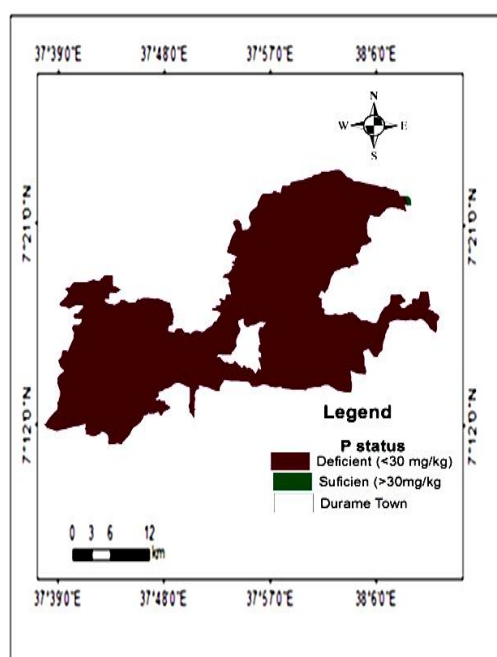 37°39'0"E 37°48'0"E 37°57'0"E 38°6'0"E
N
W E
S
7°21'0"N 7°21'0"N
7°12'0"N 7°12'0"N
Legend
P status
Deficient (<30 mg/kg)
Suficien (>30mg/kg
Durame Town
0 3 6 12
km
37°39'0"E 37°48'0"E 37°57'0"E 38°6'0"E